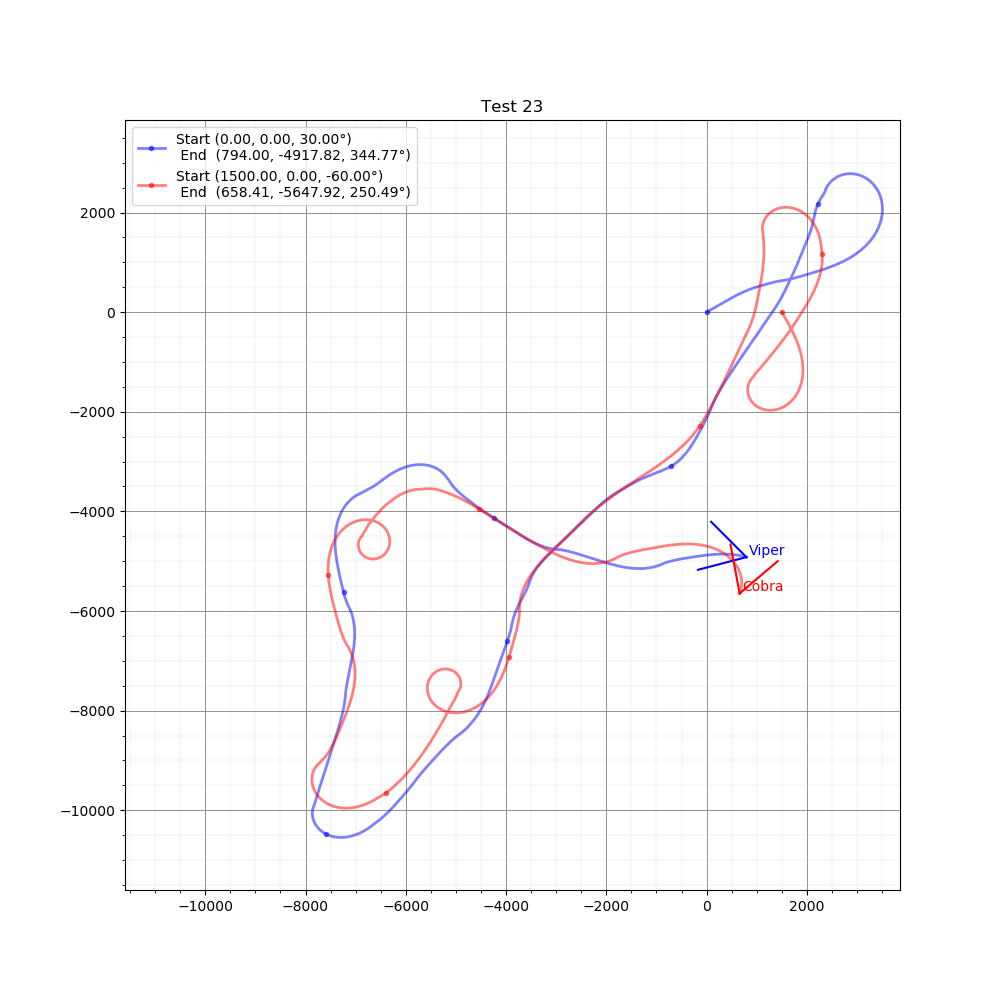 Test 23
Start (0.00, 0.00, 30.00°)
End (794.00, -4917.82, 344.77°)
Start (1500.00, 0.00, -60.00°)
End (658.41, -5647.92, 250.49°)
2000
0
−2000
−4000
−6000
−8000
−10000
Viper
Cobra
−10000 −8000 −6000 −4000 −2000 0 2000